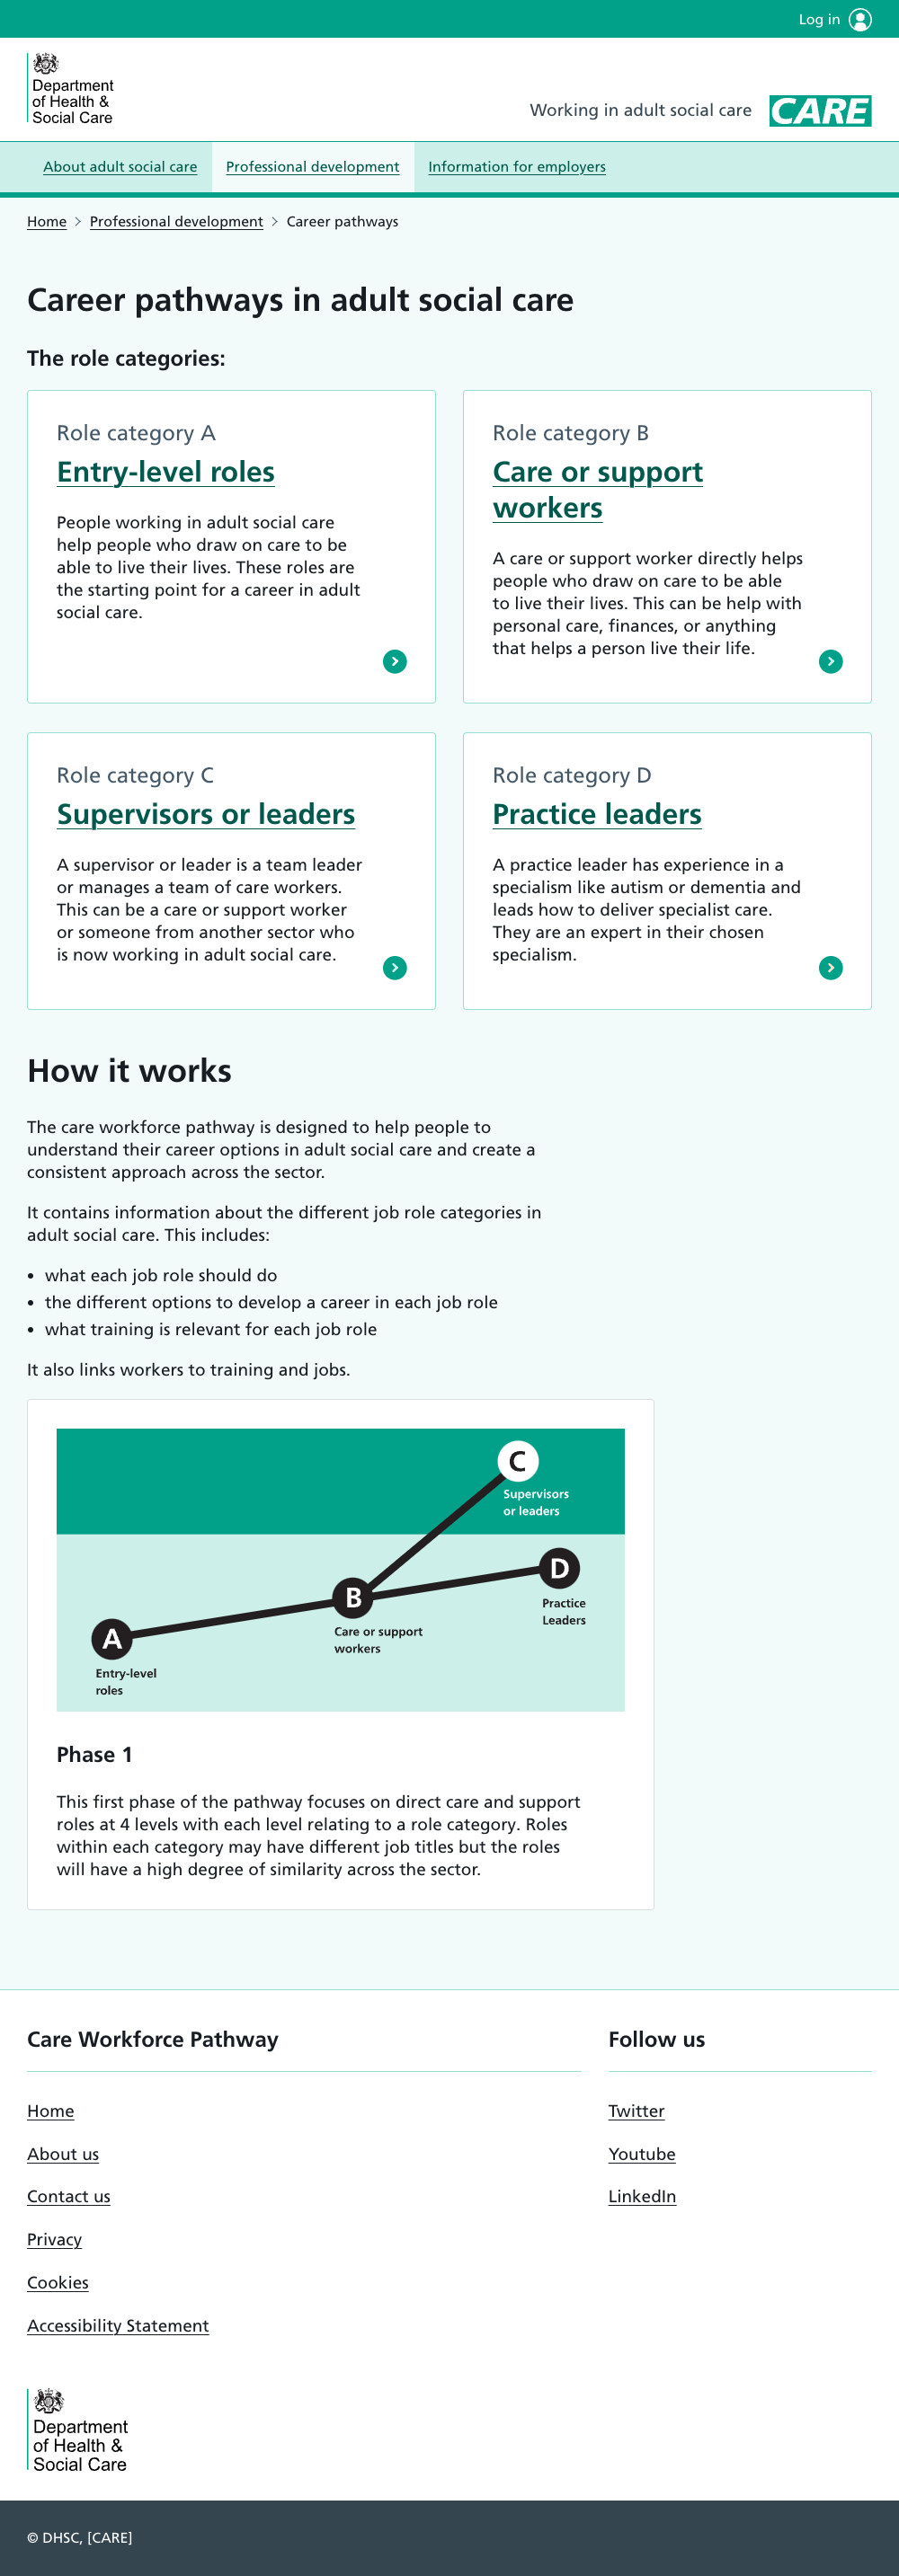 Log in
Department
of Health &
Social Care
Working in adult social care
CARE
About adult social care
Professional development
Information for employers
Home
Professional development
Career pathways
Career pathways in adult social care
The role categories:
Role category A
Entry-level roles
People working in adult social care
help people who draw on care to be
able to live their lives. These roles are
the starting point for a career in adult
social care.
Role category B
Care or support
workers
A care or support worker directly helps
people who draw on care to be able
to live their lives. This can be help with
personal care, finances, or anything
that helps a person live their life.
Role category C
Supervisors or leaders
A supervisor or leader is a team leader
or manages a team of care workers.
This can be a care or support worker
or someone from another sector who
is now working in adult social care.
Role category D
Practice leaders
A practice leader has experience in a
specialism like autism or dementia and
leads how to deliver specialist care.
They are an expert in their chosen
specialism.
How it works
The care workforce pathway is designed to help people to
understand their career options in adult social care and create a
consistent approach across the sector.
It contains information about the different job role categories in
adult social care. This includes:
• what each job role should do
• the different options to develop a career in each job role
• what training is relevant for each job role
It also links workers to training and jobs.
C
Supervisors
or leaders
D
Practice
Leaders
B
Care or support
workers
A
Entry-level
roles
Phase 1
This first phase of the pathway focuses on direct care and support
roles at 4 levels with each level relating to a role category. Roles
within each category may have different job titles but the roles
will have a high degree of similarity across the sector.
Care Workforce Pathway
Home
About us
Contact us
Privacy
Cookies
Accessibility Statement
Follow us
Twitter
Youtube
LinkedIn
Department
of Health &
Social Care
© DHSC, [CARE]